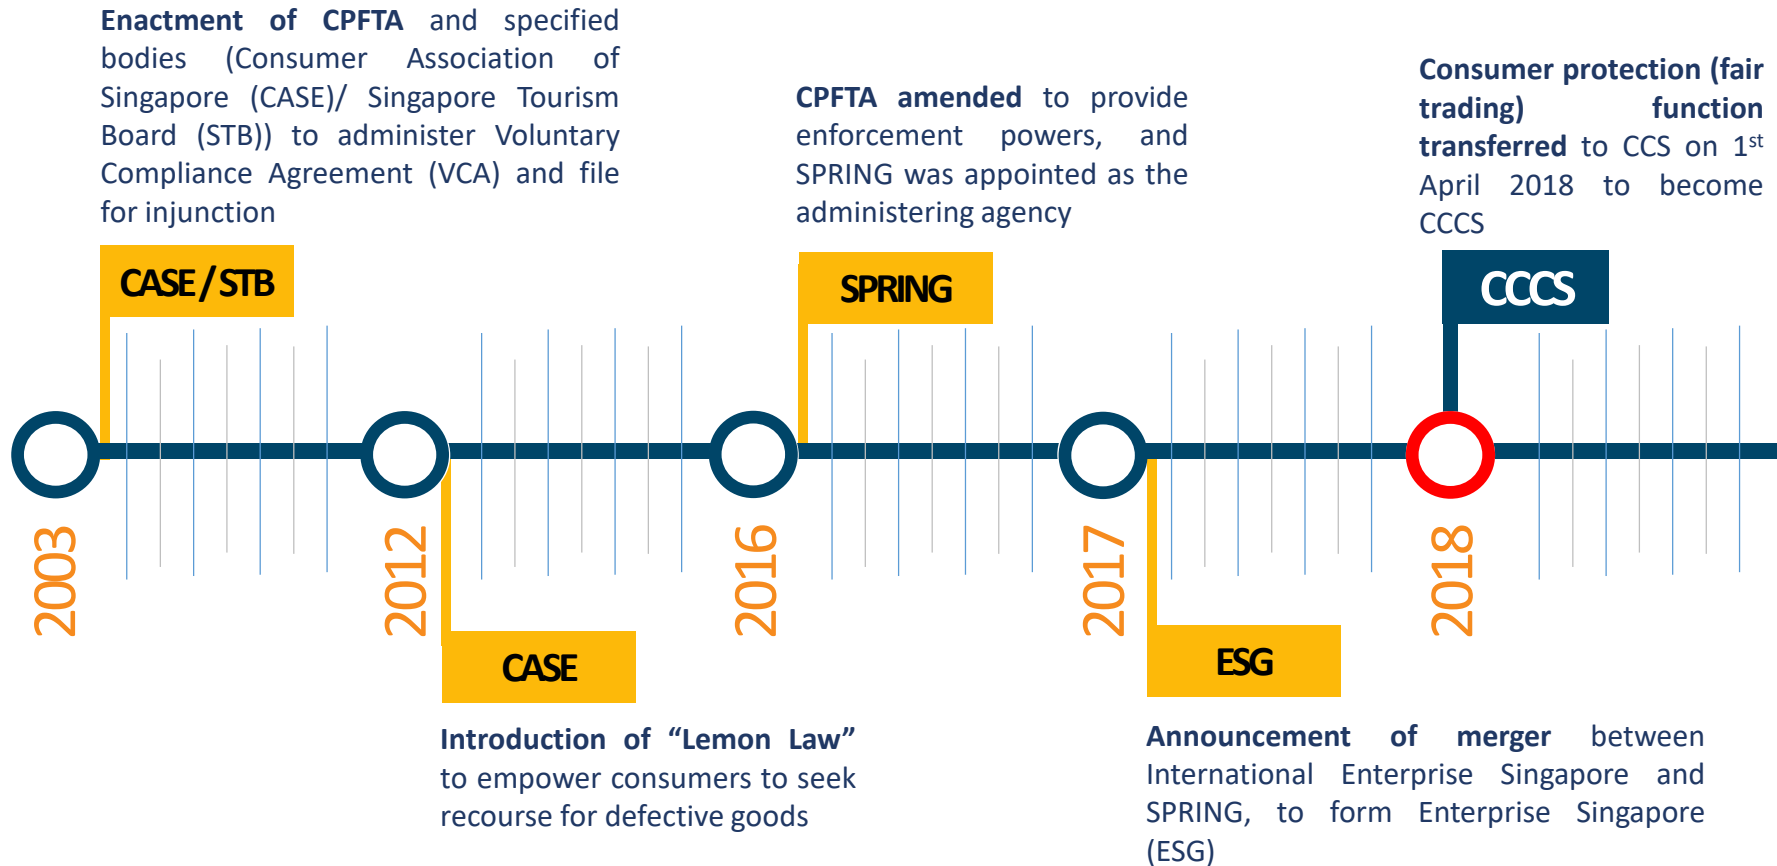 Enactment of CPFTA and specified
bodies (Consumer Association of
Singapore (CASE)/ Singapore Tourism
Board (STB)) to administer Voluntary
Compliance Agreement (VCA) and file
for injunction
CASE / STB
2003
2012
CASE
Introduction of “Lemon Law”
to empower consumers to seek
recourse for defective goods
CPFTA amended to provide
enforcement powers, and
SPRING was appointed as the
administering agency
SPRING
2016
2017
ESG
Announcement of merger between
International Enterprise Singapore and
SPRING, to form Enterprise Singapore
(ESG)
Consumer protection (fair
trading) function
transferred to CCS on 1st
April 2018 to become
CCCS
CCCS
2018